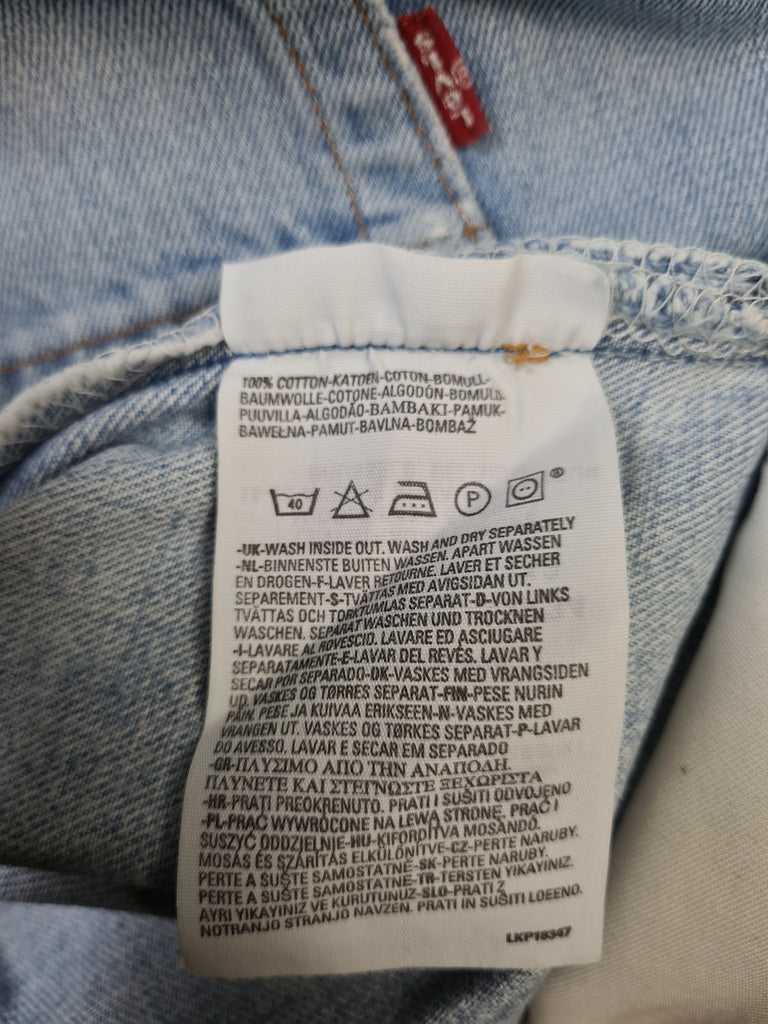 LEVI'S
®
100% COTTON-KATOEN-COTON-BOMULL-
BAUMWOLLE-COTONE-ALGODÓN-BOMULD-
PUUVILLA-ALGODÃO-BAMBAKI-PAMUK-
BAWEŁNA-PAMUT-BAVLNA-BOMBAŽ
40 P ®
-UK-WASH INSIDE OUT. WASH AND DRY SEPARATELY
-NL-BINNENSTE BUITEN WASSEN. APART WASSEN
EN DROGEN-F-LAVER RETOURNE. LAVER ET SECHER
SEPAREMENT-S-TVÄTTAS MED AVIGSIDAN UT.
TVÄTTAS OCH TORKTUMLAS SEPARAT-D-VON LINKS
WASCHEN. SEPARAT WASCHEN UND TROCKNEN
-I-LAVARE AL ROVESCIO. LAVARE ED ASCIUGARE
SEPARATAMENTE-E-LAVAR DEL REVÉS. LAVAR Y
SECAR POR SEPARADO-DK-VASKES MED VRANGSIDEN
UD. VASKES OG TØRRES SEPARAT-FIN-PESE NURIN
PÄIN. PESE JA KUIVAA ERIKSEEN-N-VASKES MED
VRANGEN UT. VASKES OG TØRKES SEPARAT-P-LAVAR
DO AVESSO. LAVAR E SECAR EM SEPARADO
-GR-ΠΛΥΣΙΜΟ ΑΠΟ ΤΗΝ ΑΝΑΠΟΔΗ.
ΠΛΥΝΕΤΕ ΚΑΙ ΣΤΕΓΝΩΣΤΕ ΞΕΧΩΡΙΣΤΑ
-HR-PRATI PREOKRENUTO. PRATI I SUŠITI ODVOJENO
-PL-PRAĆ WYWRÓCONE NA LEWĄ STRONĘ. PRAĆ I
SUSZYĆ ODDZIELNIE-HU-KIFORDÍTVA MOSANDÓ.
MOSÁS ÉS SZÁRÍTÁS ELKÜLÖNÍTVE-CZ-PERTE NARUBY.
PERTE A SUŠTE SAMOSTATNĚ-SK-PERTE NARUBY.
PERTE A SUŠTE SAMOSTATNE-TR-TERSTEN YIKAYINIZ.
AYRI YIKAYINIZ VE KURUTUNUZ-SLO-PRATI Z
NOTRANJO STRANJO NAVZEN. PRATI IN SUŠITI LOČENO.
LKP18347